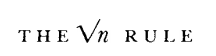 THE √n RULE